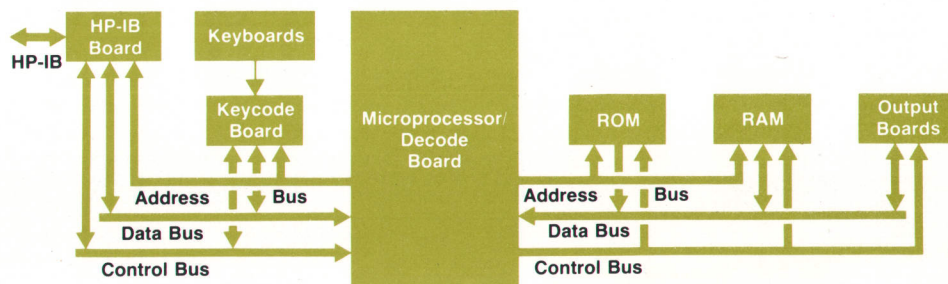 HP-IB
Board
HP-IB
Keyboards
Keycode
Board
Microprocessor/
Decode
Board
ROM
RAM
Output
Boards
Address Bus
Data Bus
Control Bus
Address Bus
Data Bus
Control Bus